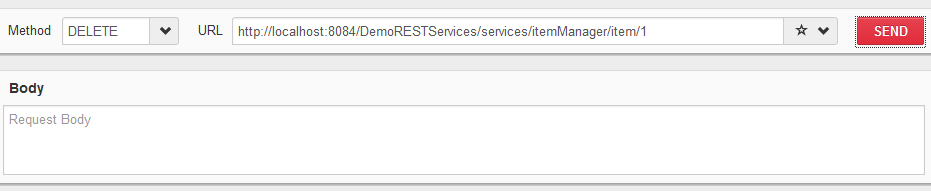 Method DELETE URL http://localhost:8084/DemoRESTServices/services/itemManager/item/1 SEND
Body
Request Body